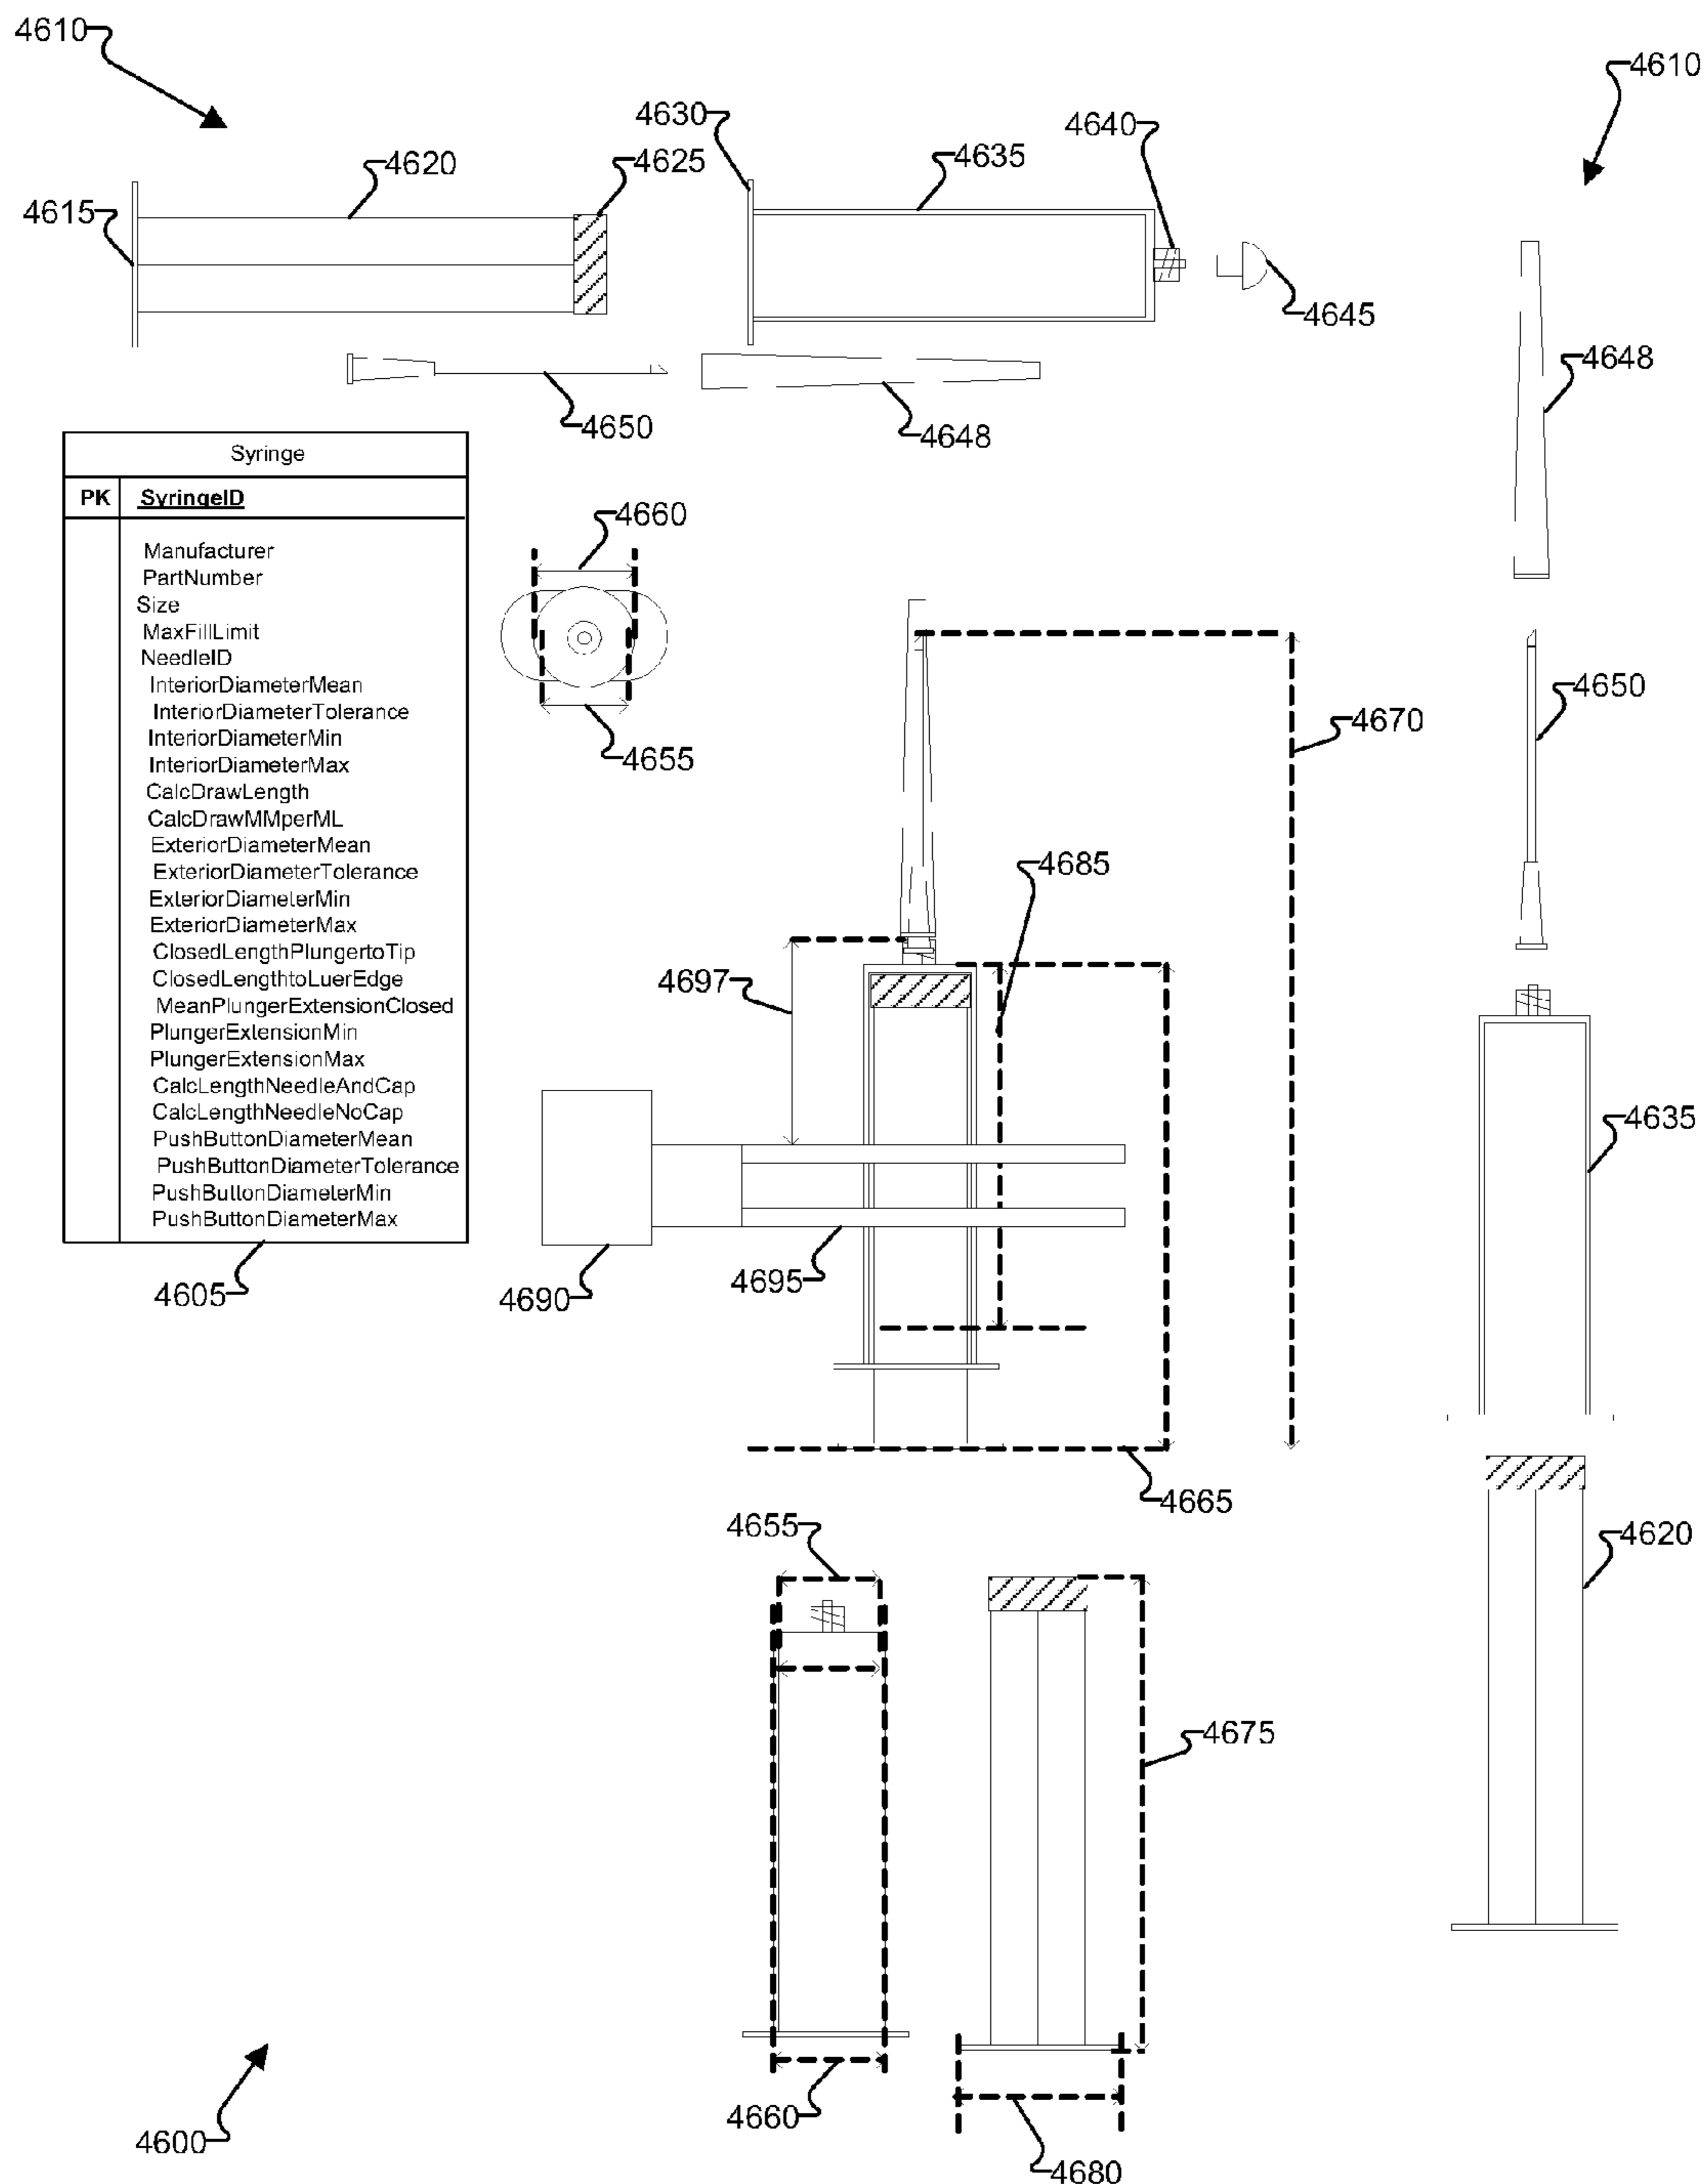 4610
4610
4630
4640
4620
4625
4635
4615
4645
4648
4650
4648
Syringe
PK SyringeID
Manufacturer
PartNumber
Size
MaxFillLimit
NeedleID
InteriorDiameterMean
InteriorDiameterTolerance
InteriorDiameterMin
InteriorDiameterMax
CalcDrawLength
CalcDrawMMperML
ExteriorDiameterMean
ExteriorDiameterTolerance
ExteriorDiameterMin
ExteriorDiameterMax
ClosedLengthPlungertoTip
ClosedLengthtoLuerEdge
MeanPlungerExtensionClosed
PlungerExtensionMin
PlungerExtensionMax
CalcLengthNeedleAndCap
CalcLengthNeedleNoCap
PushButtonDiameterMean
PushButtonDiameterTolerance
PushButtonDiameterMin
PushButtonDiameterMax
4605
4660
4655
4650
4670
4685
4697
4635
4690
4695
4665
4655
4620
4675
4660
4600
4680